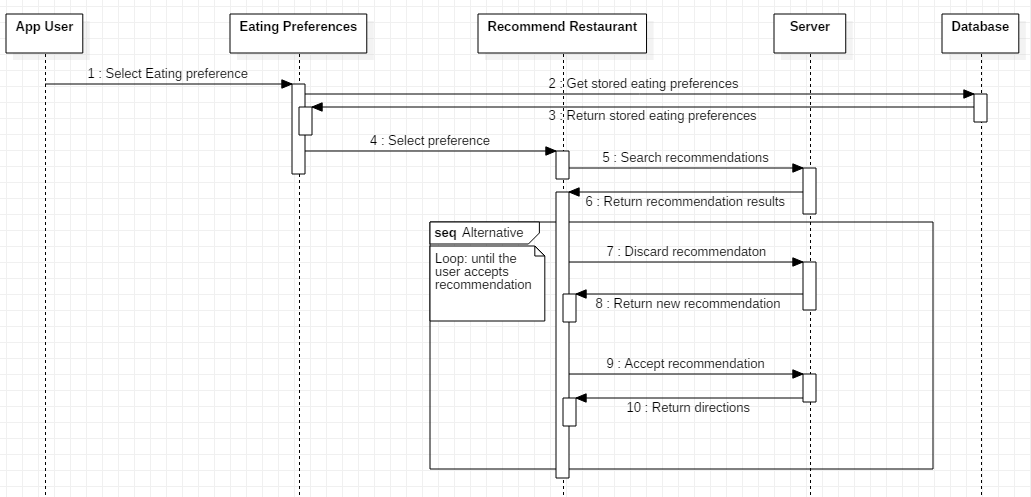 App User
Eating Preferences
Recommend Restaurant
Server
Database
1 : Select Eating preference
2 : Get stored eating preferences
3 : Return stored eating preferences
4 : Select preference
5 : Search recommendations
6 : Return recommendation results
seq Alternative
Loop: until the
user accepts
recommendation
7 : Discard recommendaton
8 : Return new recommendation
9 : Accept recommendation
10 : Return directions